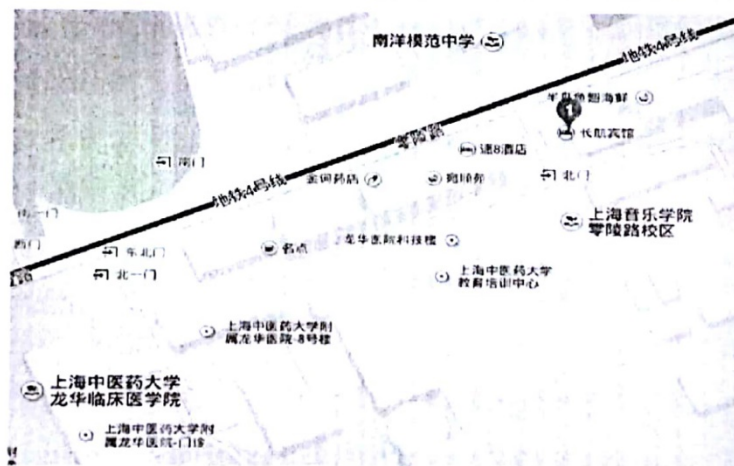 南洋模范中学
地铁4号线
1
长航宾馆
零陵路
速8酒店
南门
北门
地铁4号线
上海音乐学院
零陵路校区
西门
东北门
名点
龙华医院科技楼
北一门
上海中医药大学
教育培训中心
上海中医药大学附
属龙华医院-8号楼
上海中医药大学
龙华临床医学院
上海中医药大学附
属龙华医院-门诊